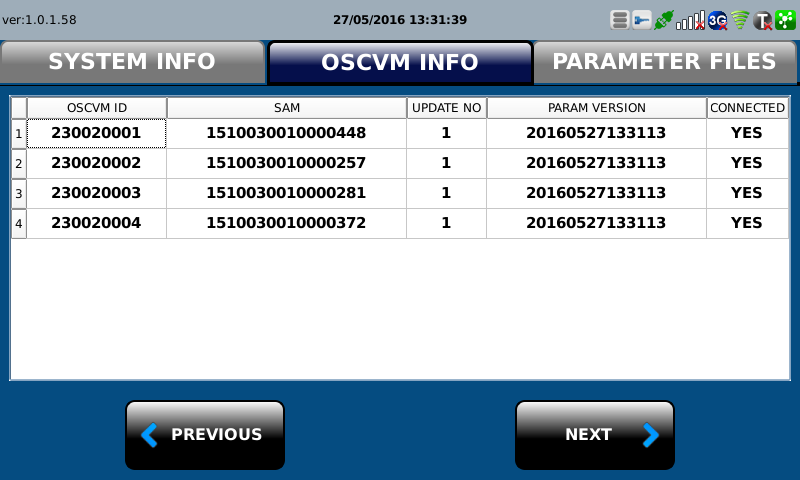 ver:1.0.1.58 27/05/2016 13:31:39 3G T
SYSTEM INFO OSCVM INFO PARAMETER FILES
OSCVM ID SAM UPDATE NO PARAM VERSION CONNECTED
1 230020001 1510030010000448 1 20160527133113 YES
2 230020002 1510030010000257 1 20160527133113 YES
3 230020003 1510030010000281 1 20160527133113 YES
4 230020004 1510030010000372 1 20160527133113 YES
PREVIOUS NEXT